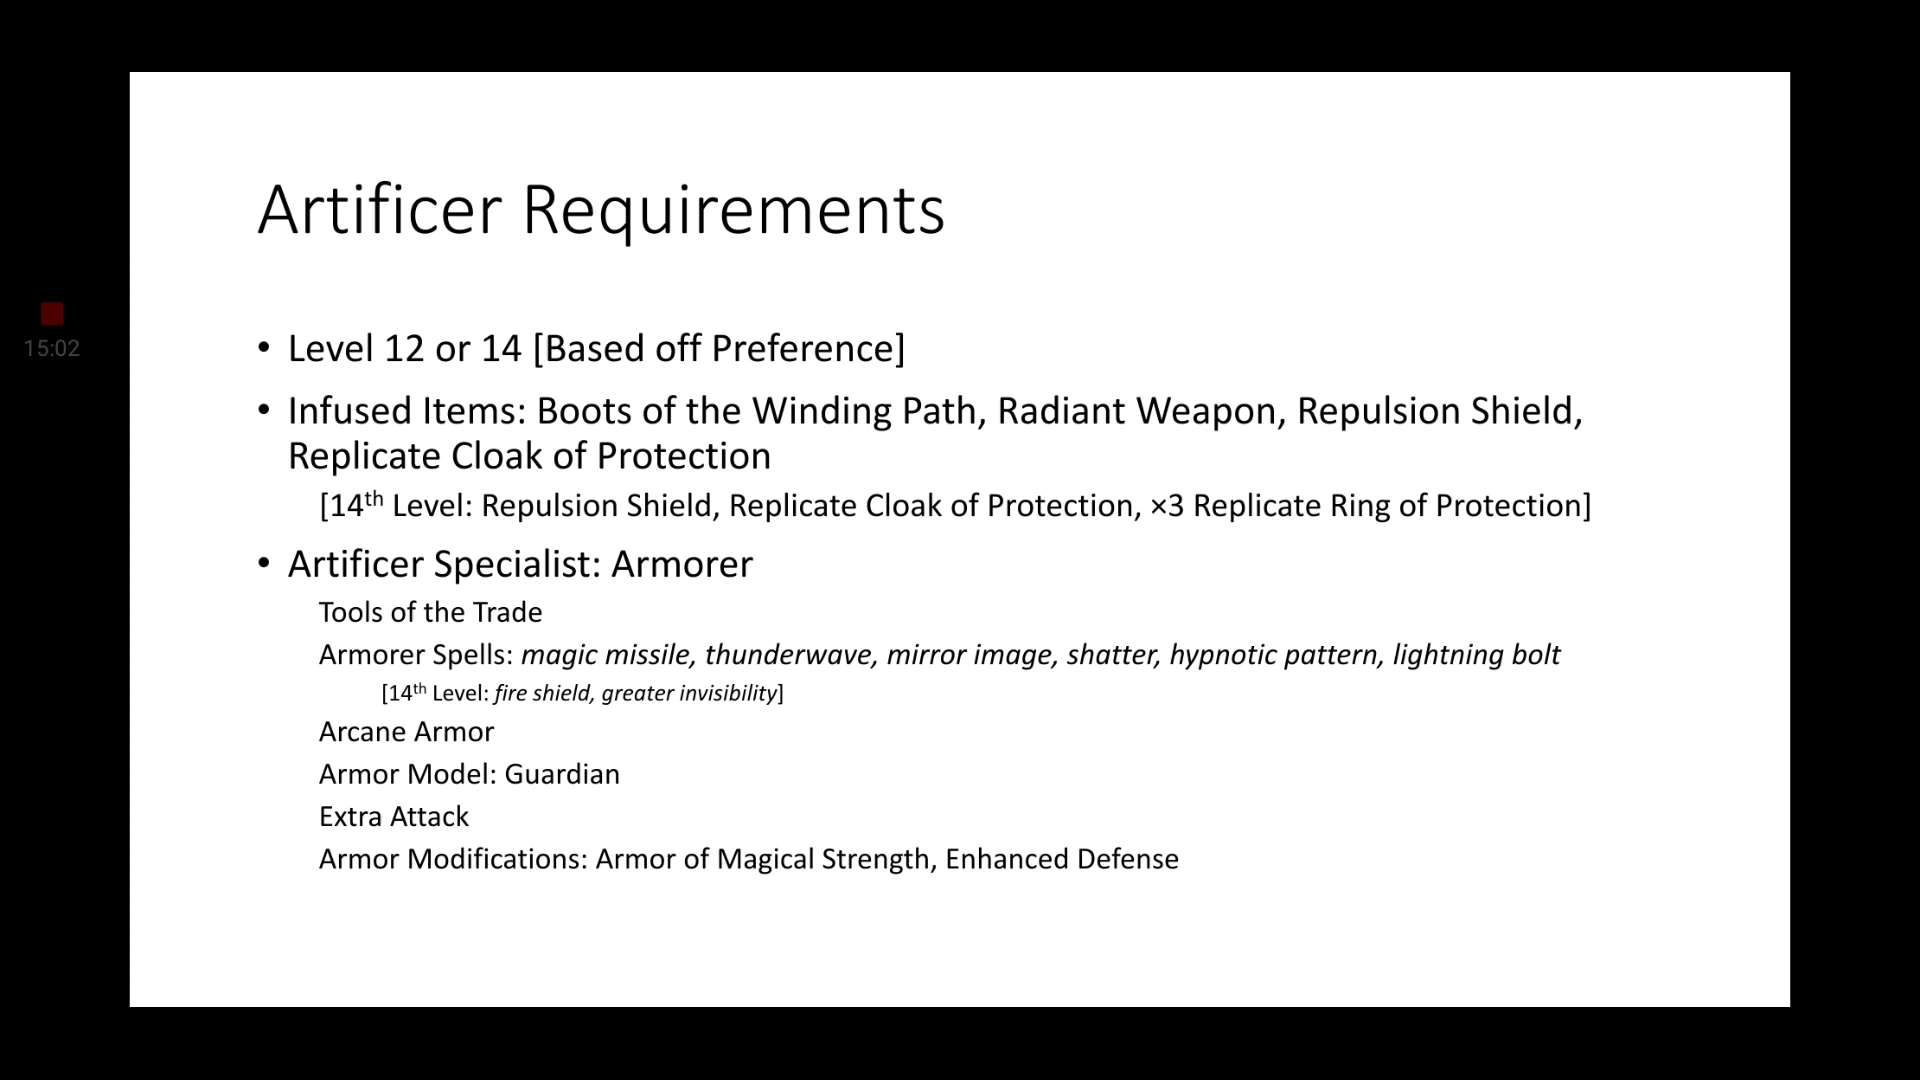 Artificer Requirements
15:02
• Level 12 or 14 [Based off Preference]
• Infused Items: Boots of the Winding Path, Radiant Weapon, Repulsion Shield,
Replicate Cloak of Protection
[14th Level: Repulsion Shield, Replicate Cloak of Protection, ×3 Replicate Ring of Protection]
• Artificer Specialist: Armorer
Tools of the Trade
Armorer Spells: magic missile, thunderwave, mirror image, shatter, hypnotic pattern, lightning bolt
[14th Level: fire shield, greater invisibility]
Arcane Armor
Armor Model: Guardian
Extra Attack
Armor Modifications: Armor of Magical Strength, Enhanced Defense